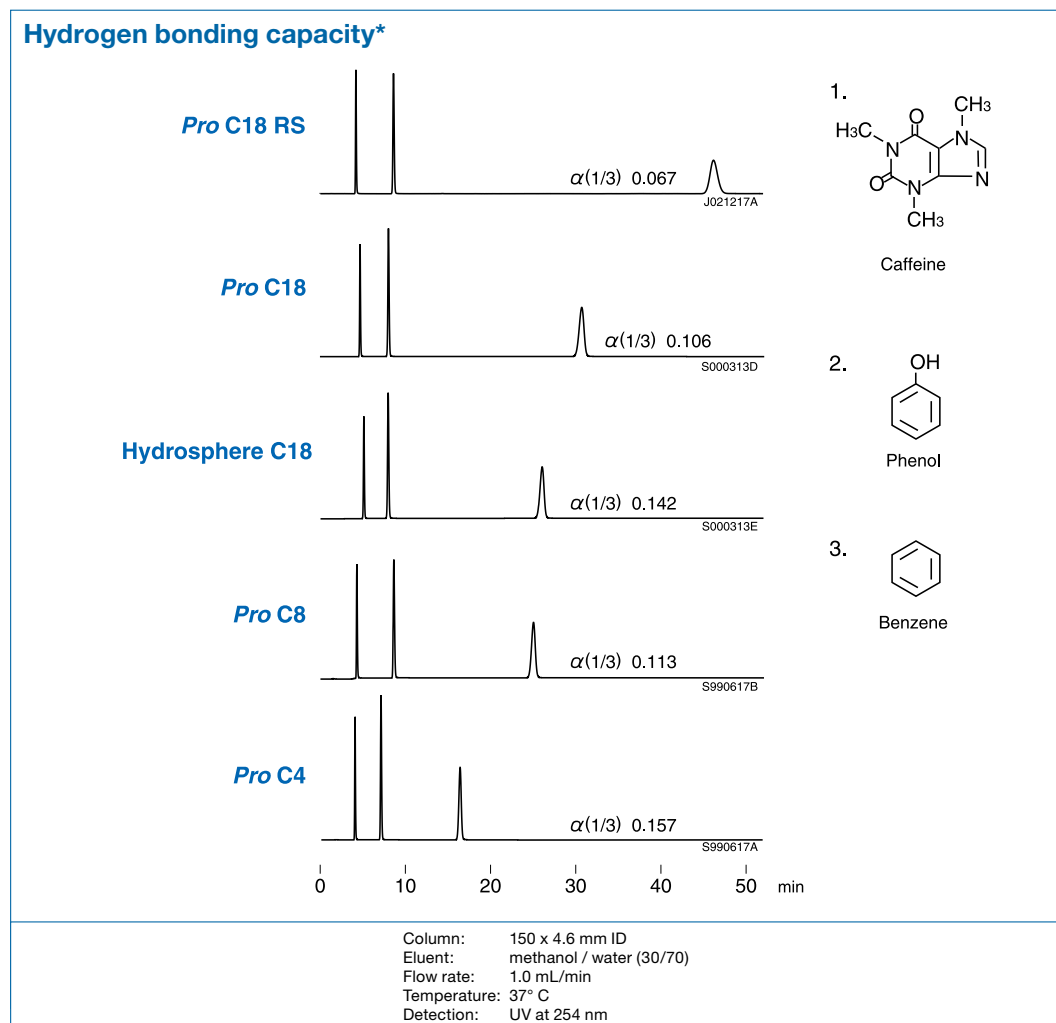 Hydrogen bonding capacity*
Pro C18 RS
α(1/3) 0.067
J021217A
Pro C18
α(1/3) 0.106
S000313D
Hydrosphere C18
α(1/3) 0.142
S000313E
Pro C8
α(1/3) 0.113
S990617B
Pro C4
α(1/3) 0.157
S990617A
0 10 20 30 40 50 min
1.
CH₃
O
H₃C
N
N
O
N
N
CH₃
Caffeine
2.
OH
Phenol
3.
Benzene
Column: 150 x 4.6 mm ID
Eluent: methanol / water (30/70)
Flow rate: 1.0 mL/min
Temperature: 37° C
Detection: UV at 254 nm